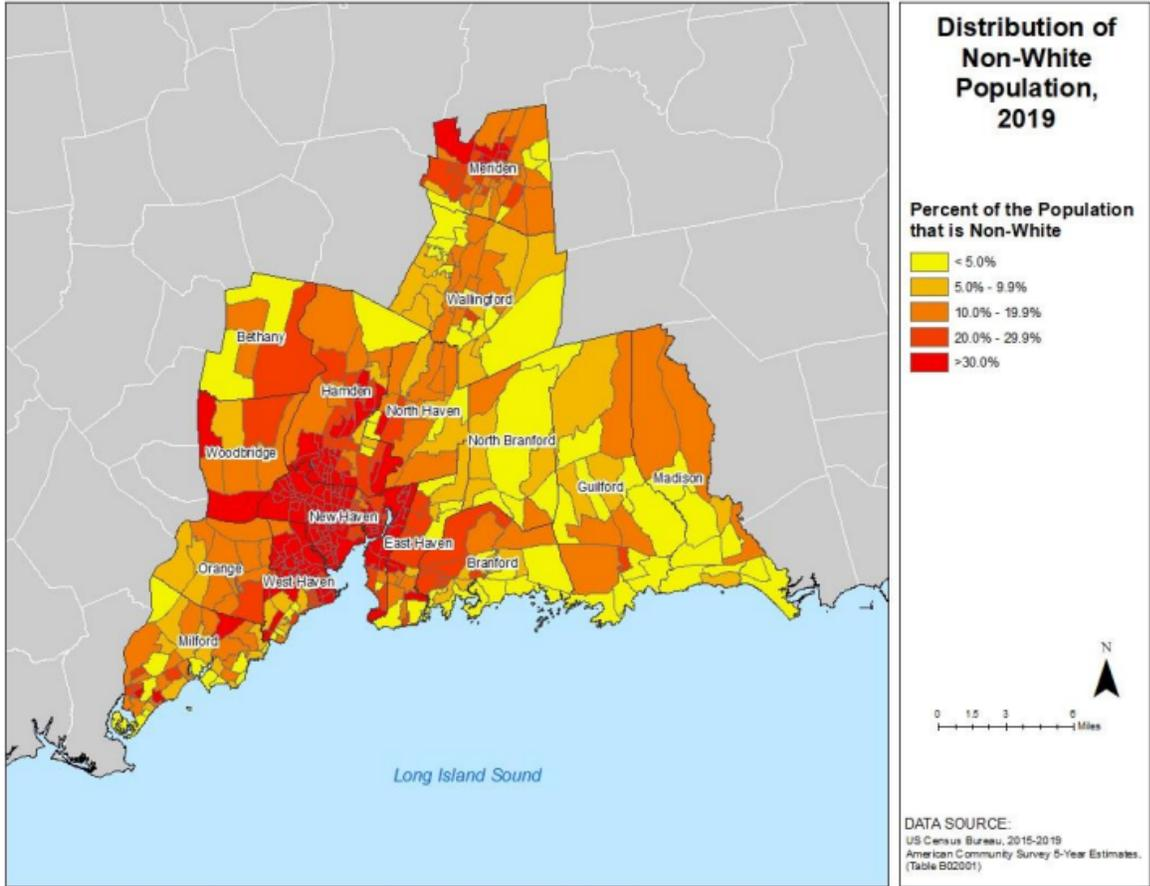 Distribution of
Non-White
Population,
2019
Percent of the Population
that is Non-White
< 5.0%
5.0% - 9.9%
10.0% - 19.9%
20.0% - 29.9%
>30.0%
Meriden
Wallingford
Bethany
Hamden
North Haven
North Branford
Woodbridge
Guilford
Madison
New Haven
East Haven
Branford
Orange
West Haven
Milford
Long Island Sound
N
0 1.5 3 6
Miles
DATA SOURCE:
US Census Bureau, 2015-2019
American Community Survey 5-Year Estimates.
(Table B02001)